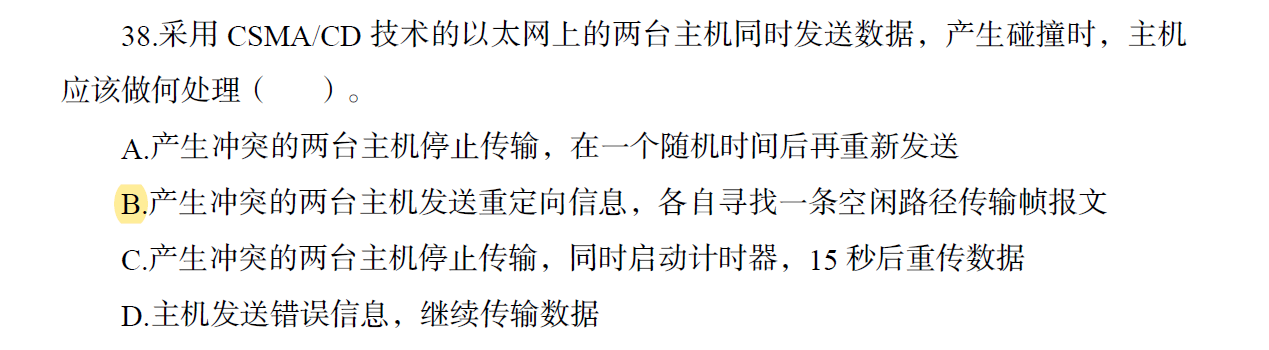 38.采用 CSMA/CD 技术的以太网上的两台主机同时发送数据，产生碰撞时，主机
应该做何处理（　　）。
A.产生冲突的两台主机停止传输，在一个随机时间后再重新发送
B.产生冲突的两台主机发送重定向信息，各自寻找一条空闲路径传输帧报文
C.产生冲突的两台主机停止传输，同时启动计时器，15 秒后重传数据
D.主机发送错误信息，继续传输数据